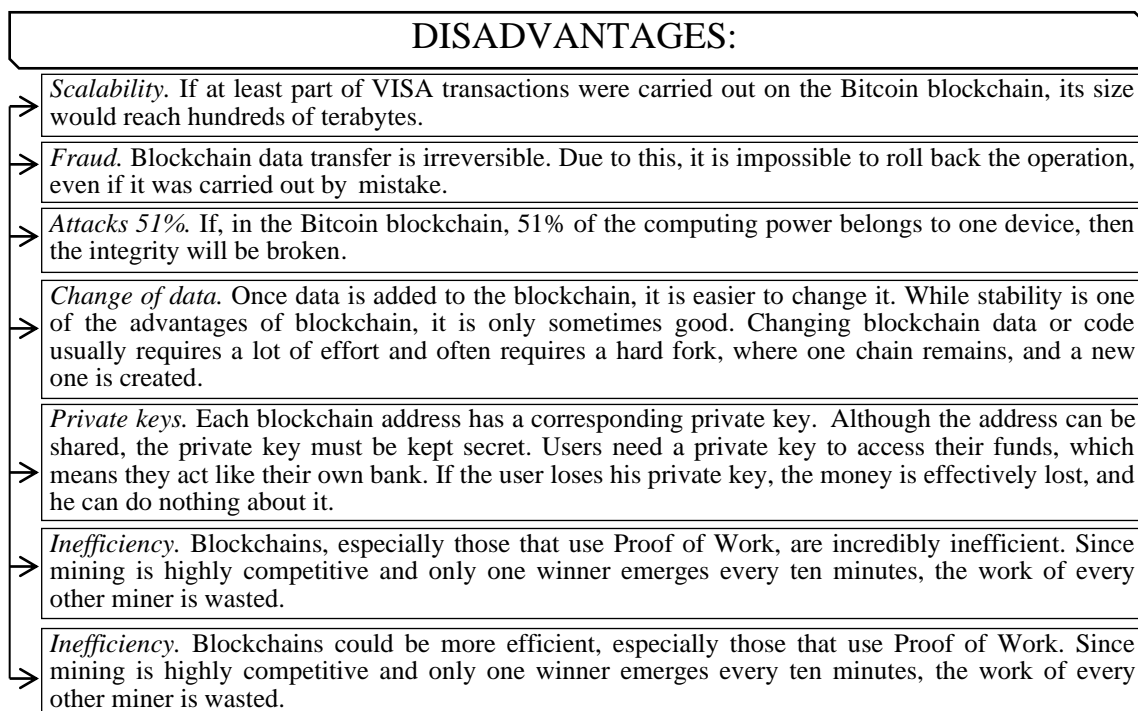 DISADVANTAGES:
Scalability. If at least part of VISA transactions were carried out on the Bitcoin blockchain, its size
would reach hundreds of terabytes.
Fraud. Blockchain data transfer is irreversible. Due to this, it is impossible to roll back the operation,
even if it was carried out by mistake.
Attacks 51%. If, in the Bitcoin blockchain, 51% of the computing power belongs to one device, then
the integrity will be broken.
Change of data. Once data is added to the blockchain, it is easier to change it. While stability is one
of the advantages of blockchain, it is only sometimes good. Changing blockchain data or code
usually requires a lot of effort and often requires a hard fork, where one chain remains, and a new
one is created.
Private keys. Each blockchain address has a corresponding private key. Although the address can be
shared, the private key must be kept secret. Users need a private key to access their funds, which
means they act like their own bank. If the user loses his private key, the money is effectively lost, and
he can do nothing about it.
Inefficiency. Blockchains, especially those that use Proof of Work, are incredibly inefficient. Since
mining is highly competitive and only one winner emerges every ten minutes, the work of every
other miner is wasted.
Inefficiency. Blockchains could be more efficient, especially those that use Proof of Work. Since
mining is highly competitive and only one winner emerges every ten minutes, the work of every
other miner is wasted.